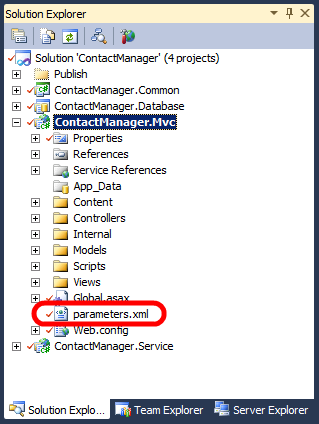 Solution Explorer
Solution 'ContactManager' (4 projects)
Publish
ContactManager.Common
ContactManager.Database
ContactManager.Mvc
Properties
References
Service References
App_Data
Content
Controllers
Internal
Models
Scripts
Views
Global.asax
parameters.xml
Web.config
ContactManager.Service
Solution Explo... Team Explorer Server Explorer